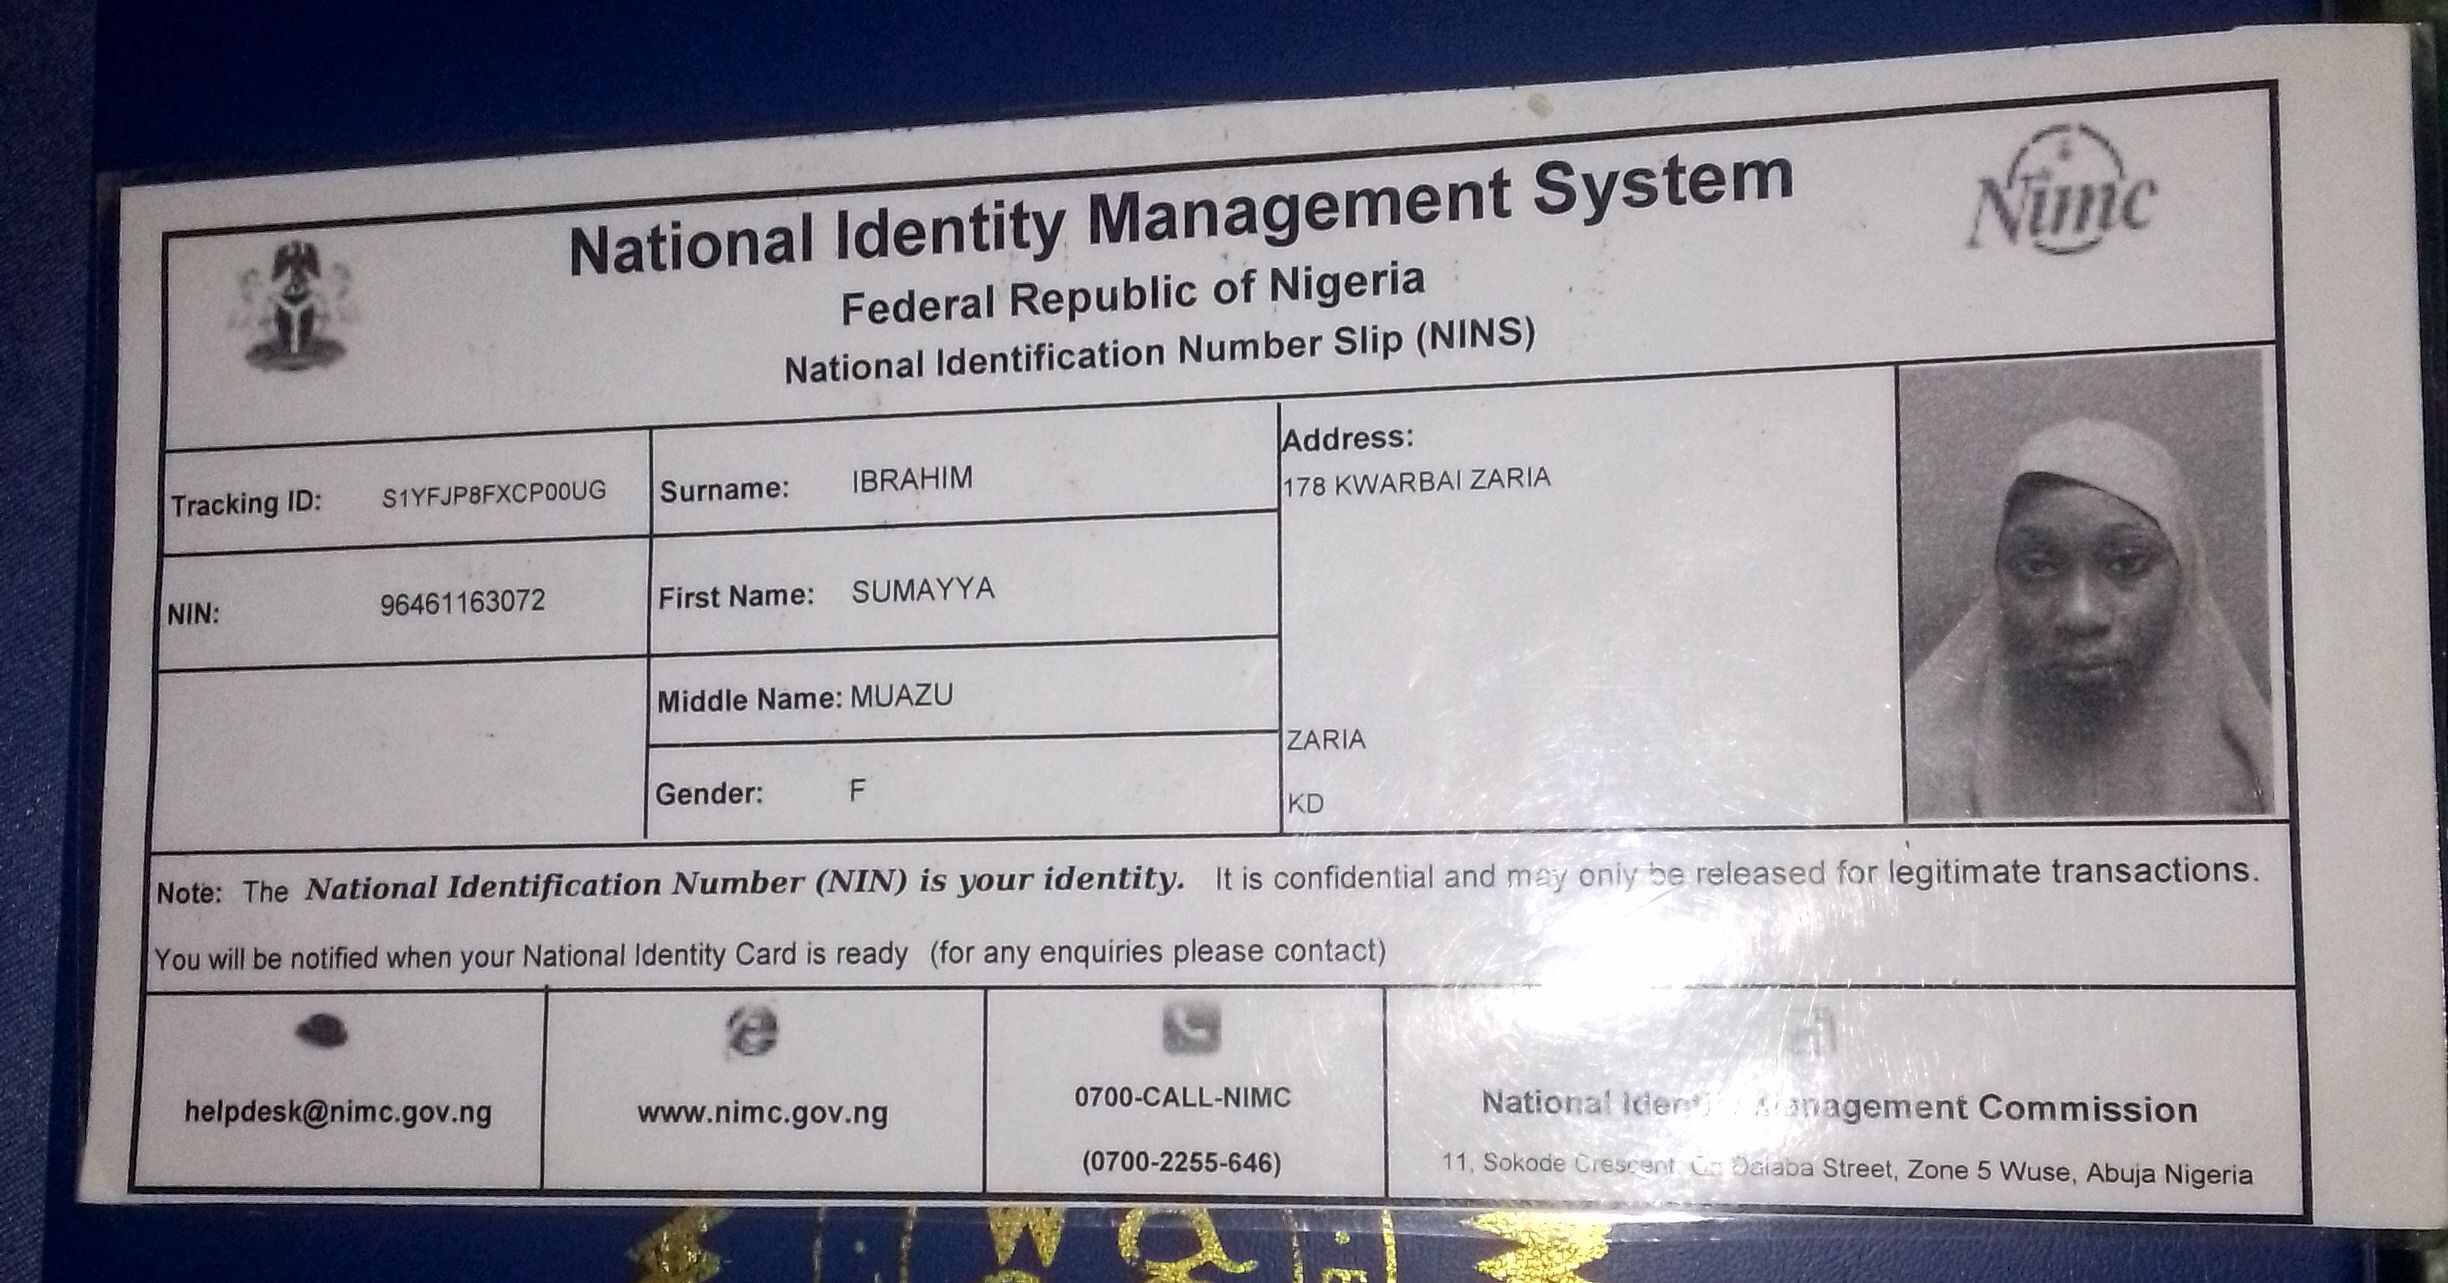 National Identity Management System
Nimc
Federal Republic of Nigeria
National Identification Number Slip (NINS)
Tracking ID: S1YFJP8FXCP00UG
Surname: IBRAHIM
Address:
178 KWARBAI ZARIA
NIN: 96461163072
First Name: SUMAYYA
Middle Name: MUAZU
ZARIA
Gender: F
KD
Note: The National Identification Number (NIN) is your identity. It is confidential and may only be released for legitimate transactions.
You will be notified when your National Identity Card is ready (for any enquiries please contact)
helpdesk@nimc.gov.ng
www.nimc.gov.ng
0700-CALL-NIMC
(0700-2255-646)
National Identity Management Commission
11, Sokode Crescent, Dalaba Street, Zone 5 Wuse, Abuja Nigeria